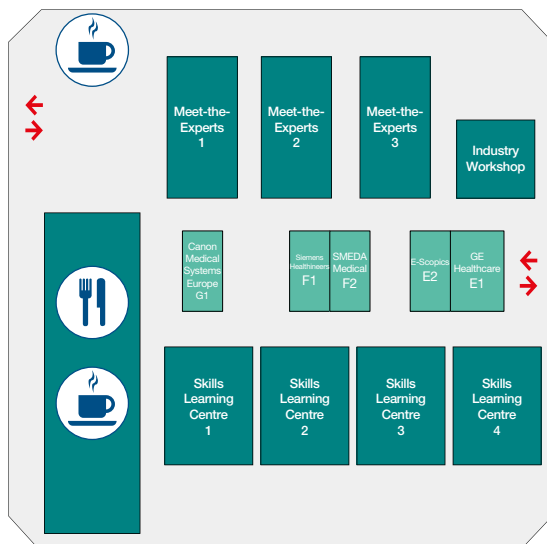 Meet-the-
Experts
1
Meet-the-
Experts
2
Meet-the-
Experts
3
Industry
Workshop
Canon
Medical
Systems
Europe
G1
Siemens
Healthineers
F1
SMEDA
Medical
F2
E-Scopics
E2
GE
Healthcare
E1
Skills
Learning
Centre
1
Skills
Learning
Centre
2
Skills
Learning
Centre
3
Skills
Learning
Centre
4